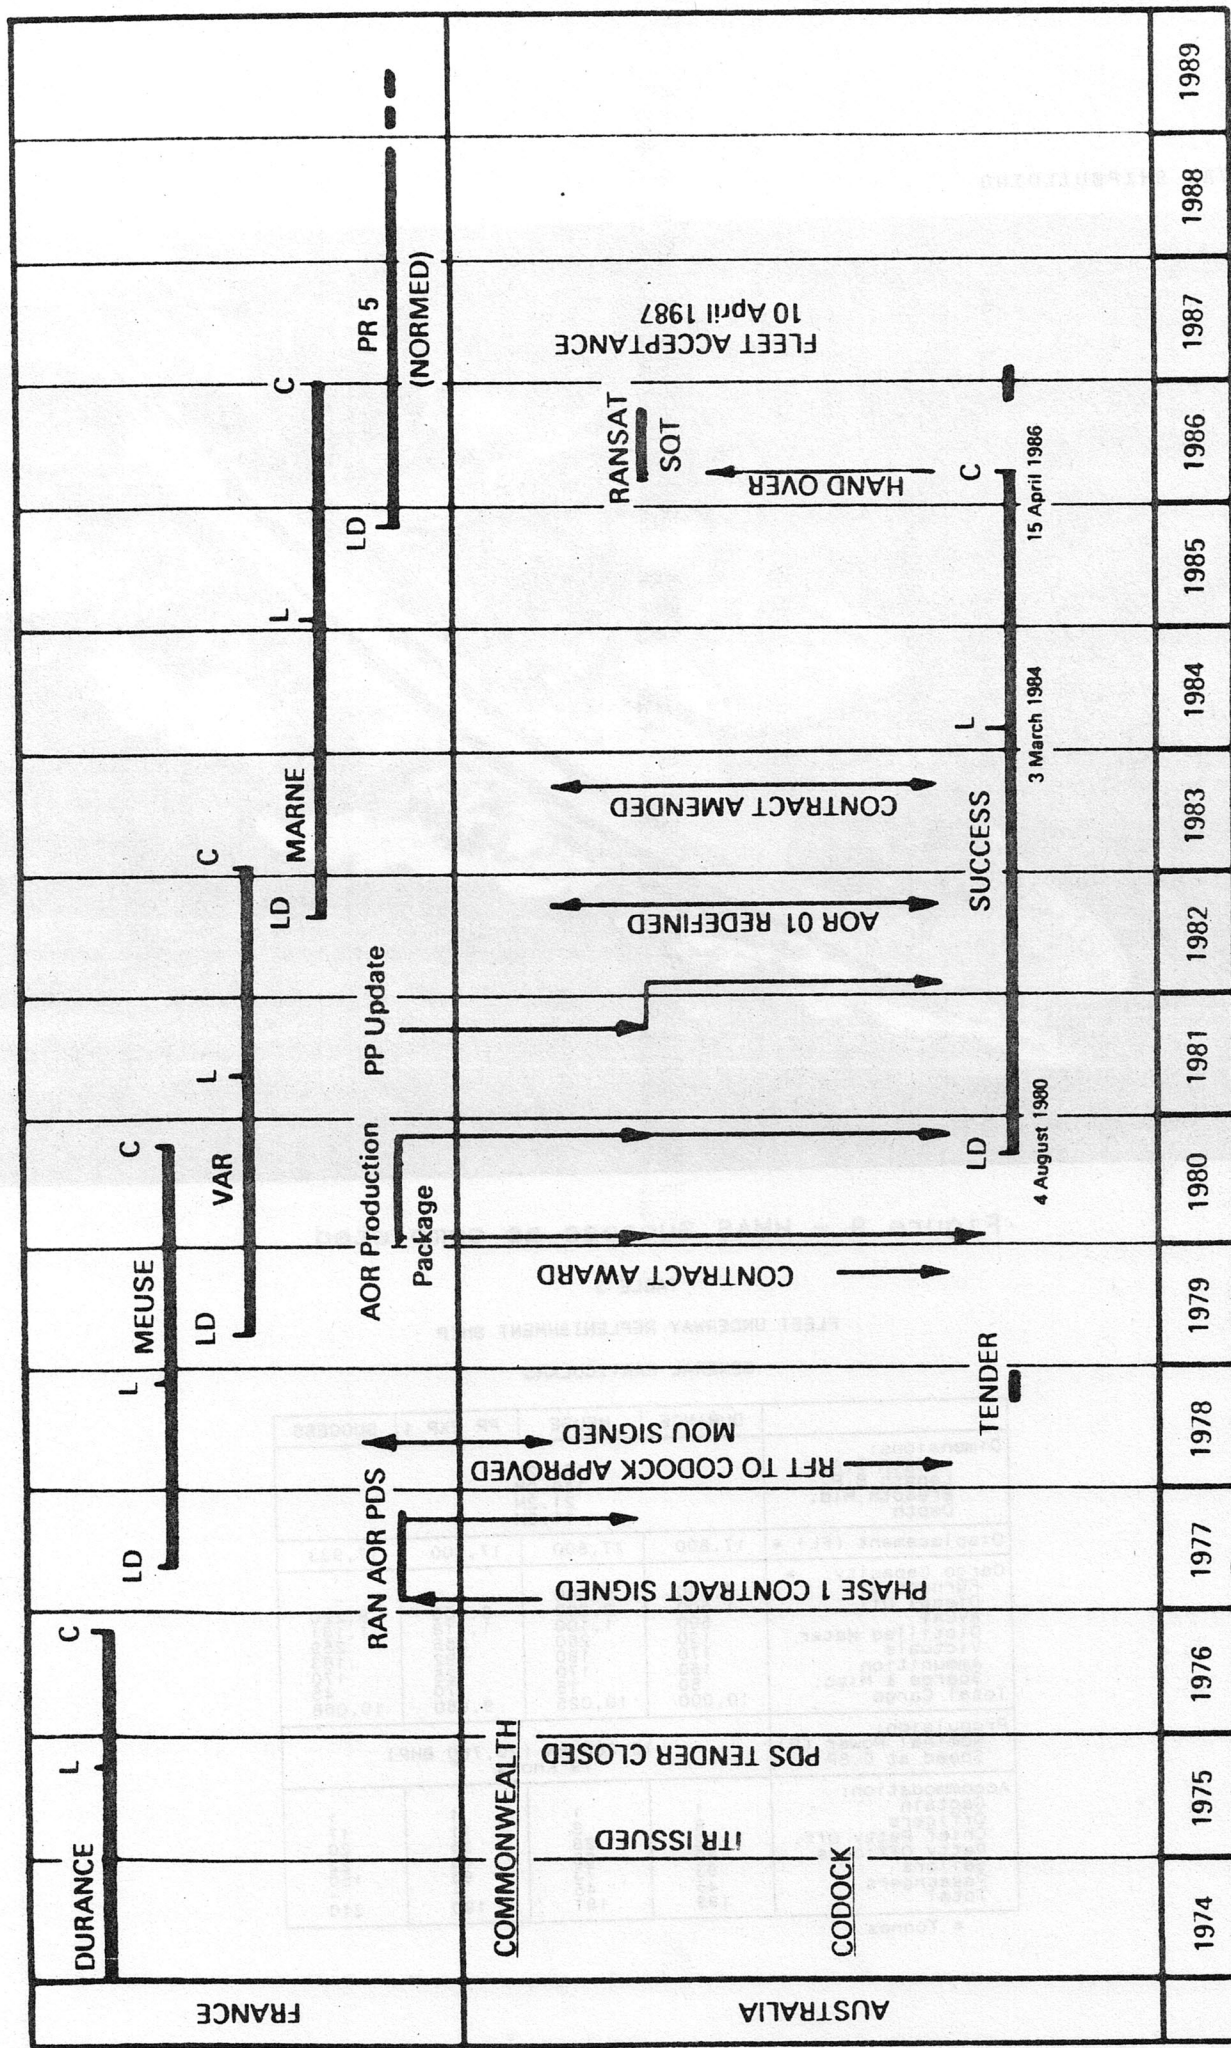 FRANCE
DURANCE
L
C
LD
L
MEUSE
C
LD
VAR
L
C
LD
MARNE
L
C
RAN AOR PDS
AOR Production
Package
PP Update
LD
PR 5
(NORMED)
AUSTRALIA
COMMONWEALTH
ITR ISSUED
PDS TENDER CLOSED
PHASE 1 CONTRACT SIGNED
RFT TO CODOCK APPROVED
MOU SIGNED
CONTRACT AWARD
AOR 01 REDEFINED
CONTRACT AMENDED
HAND OVER
RANSAT
SQT
FLEET ACCEPTANCE
10 April 1987
CODOCK
TENDER
LD
SUCCESS
L
C
4 August 1980
3 March 1984
15 April 1986
1974
1975
1976
1977
1978
1979
1980
1981
1982
1983
1984
1985
1986
1987
1988
1989